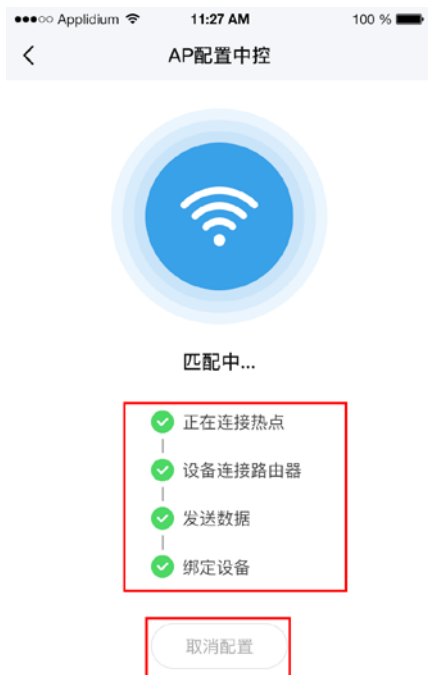 ●●●○○ Applidium 11:27 AM 100 %
AP配置中控
匹配中...
正在连接热点
设备连接路由器
发送数据
绑定设备
取消配置